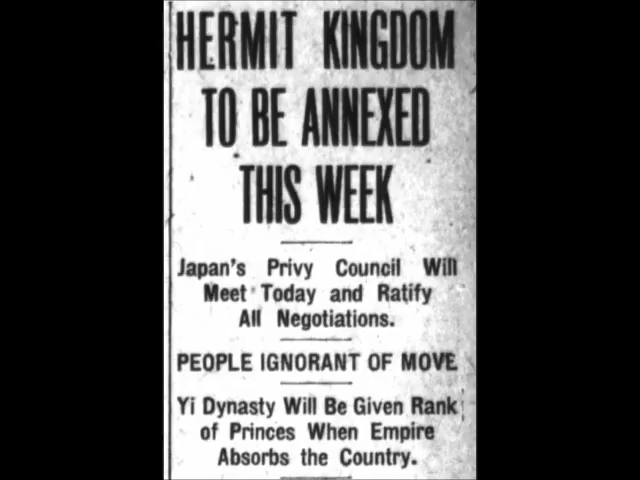 HERMIT KINGDOM
TO BE ANNEXED
THIS WEEK
Japan's Privy Council Will
Meet Today and Ratify
All Negotiations.
PEOPLE IGNORANT OF MOVE
Yi Dynasty Will Be Given Rank
of Princes When Empire
Absorbs the Country.